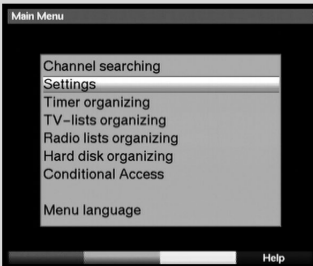 Main Menu
Channel searching
Settings
Timer organizing
TV-lists organizing
Radio lists organizing
Hard disk organizing
Conditional Access
Menu language
Help